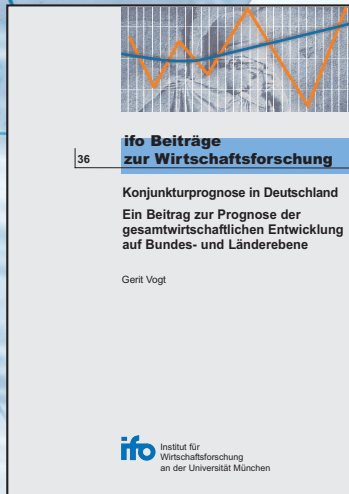 ifo Beiträge
36
zur Wirtschaftsforschung
Konjunkturprognose in Deutschland
Ein Beitrag zur Prognose der
gesamtwirtschaftlichen Entwicklung
auf Bundes- und Länderebene
Gerit Vogt
ifo
Institut für
Wirtschaftsforschung
an der Universität München